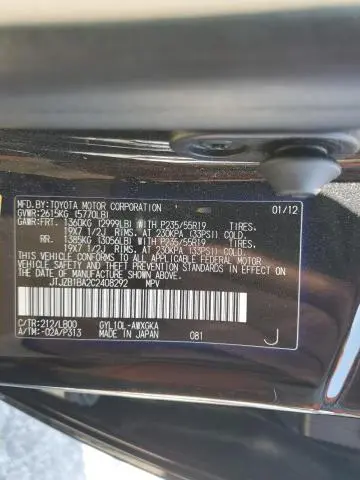 MFD.BY:TOYOTA MOTOR CORPORATION 01/12
GVWR:2615KG (5770LB)
GAWR:FRT. 1360KG (2999LB) WITH P235/55R19 TIRES,
19X7 1/2J RIMS, AT 230KPA (33PSI) COLD
RR. 1385KG (3056LB) WITH P235/55R19 TIRES,
19X7 1/2J RIMS, AT 230KPA (33PSI) COLD
THIS VEHICLE CONFORMS TO ALL APPLICABLE FEDERAL MOTOR
VEHICLE SAFETY AND THEFT PREVENTION STANDARDS IN EFFECT
ON THE DATE OF MANUFACTURE SHOWN ABOVE.
JTJZB1BA2C2408292 MPV
C/TR:212/LB00 GYL10L-AWXGKA
A/TM:-02A/P313 MADE IN JAPAN 081 J